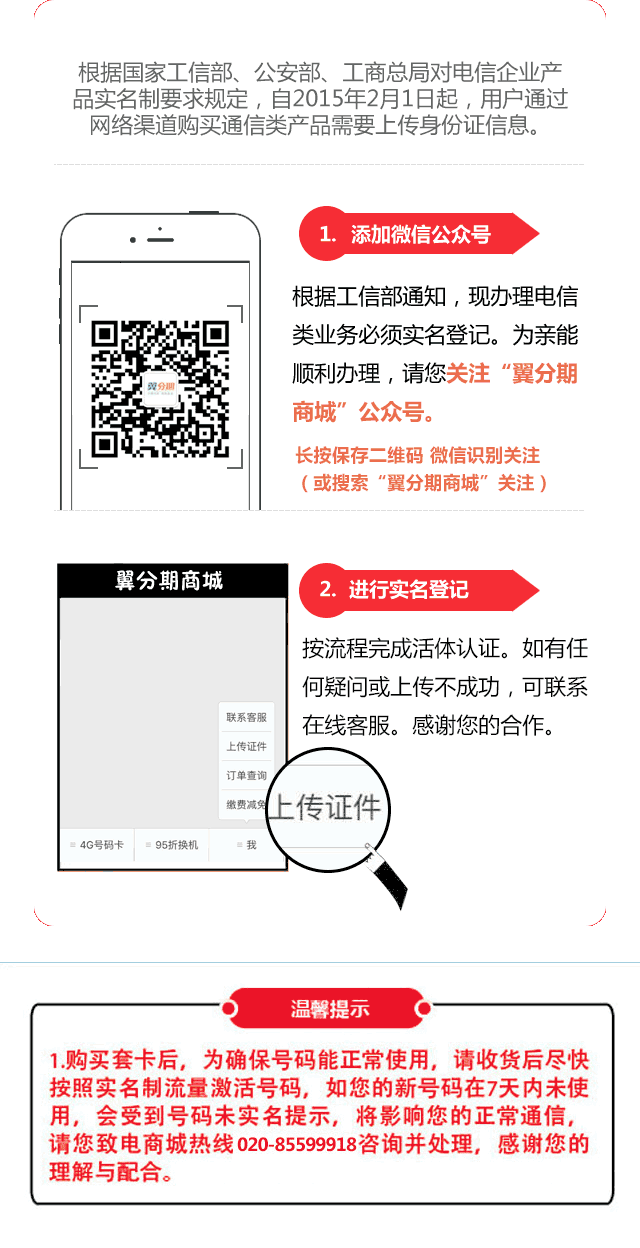 根据国家工信部、公安部、工商总局对电信企业产
品实名制要求规定，自2015年2月1日起，用户通过
网络渠道购买通信类产品需要上传身份证信息。
1. 添加微信公众号
根据工信部通知，现办理电信
类业务必须实名登记。为亲能
顺利办理，请您关注“翼分期
商城”公众号。
长按保存二维码 微信识别关注
（或搜索“翼分期商城”关注）
翼分期
翼分期商城
联系客服
上传证件
订单查询
缴费减免
4G号码卡
95折换机
我
上传证件
2. 进行实名登记
按流程完成活体认证。如有任
何疑问或上传不成功，可联系
在线客服。感谢您的合作。
温馨提示
1.购买套卡后，为确保号码能正常使用，请收货后尽快
按照实名制流量激活号码，如您的新号码在7天内未使
用，会受到号码未实名提示，将影响您的正常通信，
请您致电商城热线020-85599918咨询并处理，感谢您的
理解与配合。